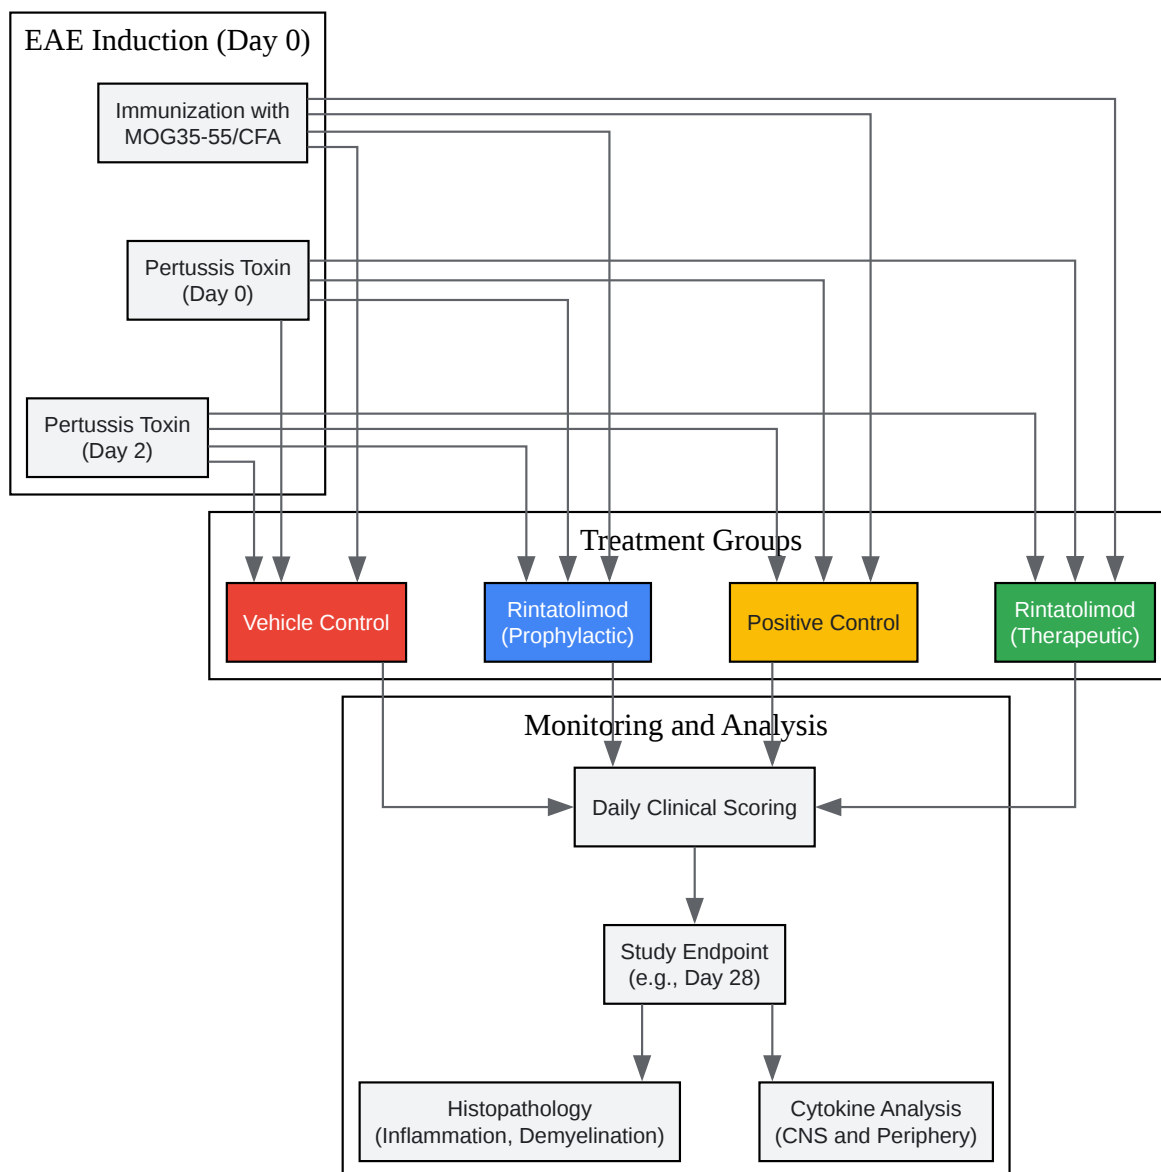 EAE Induction (Day 0)
Immunization with
MOG35-55/CFA
Pertussis Toxin
(Day 0)
Pertussis Toxin
(Day 2)
Treatment Groups
Vehicle Control
Rintatolimod
(Prophylactic)
Positive Control
Rintatolimod
(Therapeutic)
Monitoring and Analysis
Daily Clinical Scoring
Study Endpoint
(e.g., Day 28)
Histopathology
(Inflammation, Demyelination)
Cytokine Analysis
(CNS and Periphery)